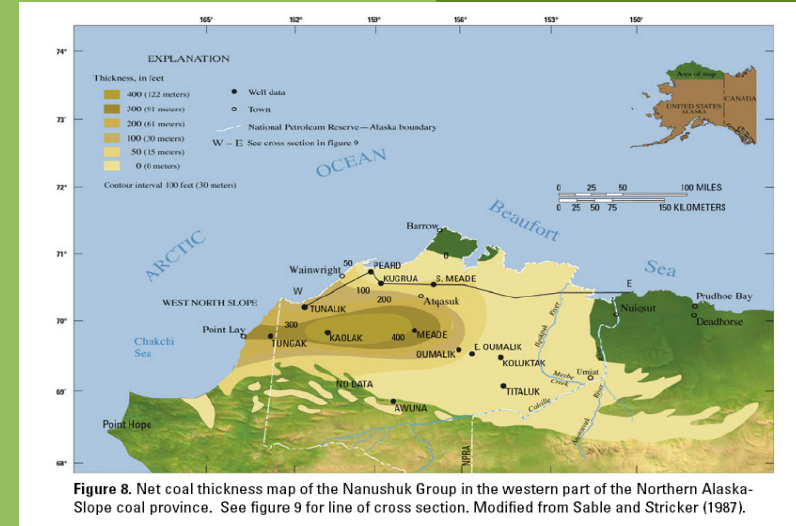 165°
162°
159°
156°
153°
150°
74°
73°
72°
71°
70°
69°
68°
EXPLANATION
Thickness, in feet
400 (122 meters)
300 (91 meters)
200 (61 meters)
100 (30 meters)
50 (15 meters)
0 (0 meters)
Contour interval 100 feet (30 meters)
Well data
Town
National Petroleum Reserve—Alaska boundary
W – E See cross section in figure 9
Area of map
UNITED STATES
ALASKA
CANADA
0 25 50 100 MILES
0 25 50 75 150 KILOMETERS
ARCTIC
OCEAN
Beaufort
Sea
Barrow
0
Wainwright
50
PEARD
KUGRUA
S. MEADE
W
E
100
200
Atqasuk
WEST NORTH SLOPE
TUNALIK
Nuiqsut
Prudhoe Bay
Deadhorse
Point Lay
300
TUNGAK
KAOLAK
400
MEADE
Chukchi
Sea
OUMALIK
E. OUMALIK
KOLUKTAK
River
Umiat
Creek
NO DATA
TITALUK
AWUNA
Colville
River
Point Hope
NPRA
Figure 8. Net coal thickness map of the Nanushuk Group in the western part of the Northern Alaska-
Slope coal province. See figure 9 for line of cross section. Modified from Sable and Stricker (1987).